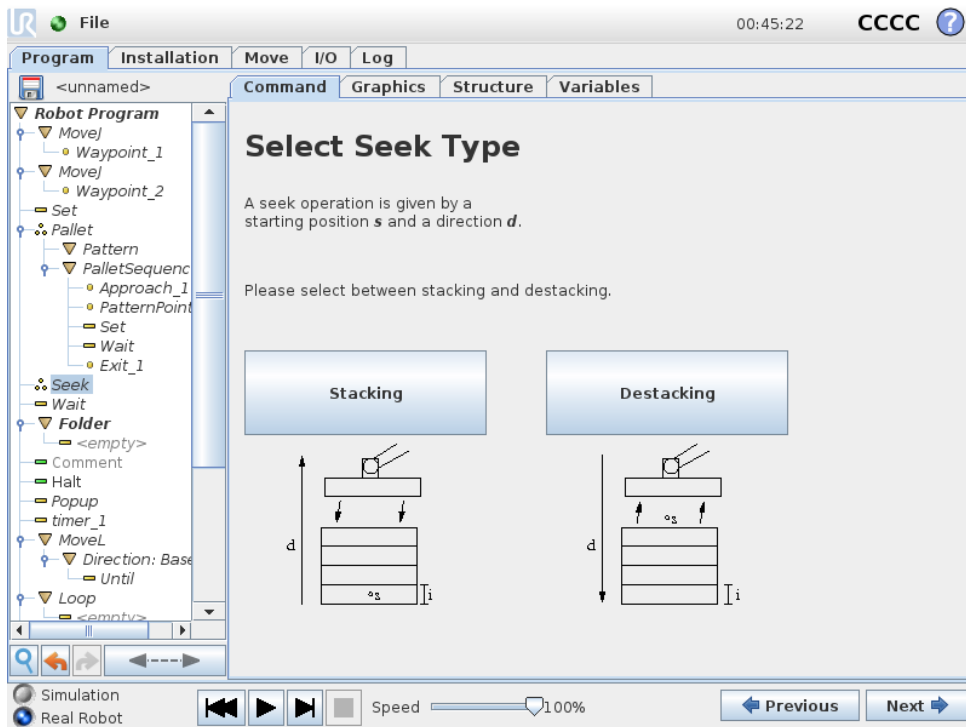 UR File 00:45:22 CCCC ?
Program Installation Move I/O Log
<unnamed>
Command Graphics Structure Variables
Robot Program
MoveJ
Waypoint_1
MoveJ
Waypoint_2
Set
Pallet
Pattern
PalletSequenc
Approach_1
PatternPoint
Set
Wait
Exit_1
Seek
Wait
Folder
<empty>
Comment
Halt
Popup
timer_1
MoveL
Direction: Base
Until
Loop
<empty>
Select Seek Type
A seek operation is given by a
starting position s and a direction d.
Please select between stacking and destacking.
Stacking
Destacking
d
s
i
d
s
i
Simulation
Real Robot
Speed 100%
Previous
Next